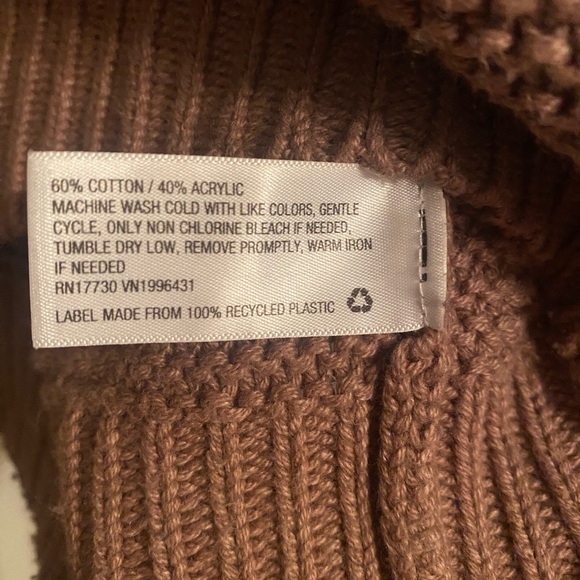 60% COTTON / 40% ACRYLIC
MACHINE WASH COLD WITH LIKE COLORS, GENTLE
CYCLE, ONLY NON CHLORINE BLEACH IF NEEDED,
TUMBLE DRY LOW, REMOVE PROMPTLY, WARM IRON
IF NEEDED
RN17730 VN1996431
LABEL MADE FROM 100% RECYCLED PLASTIC